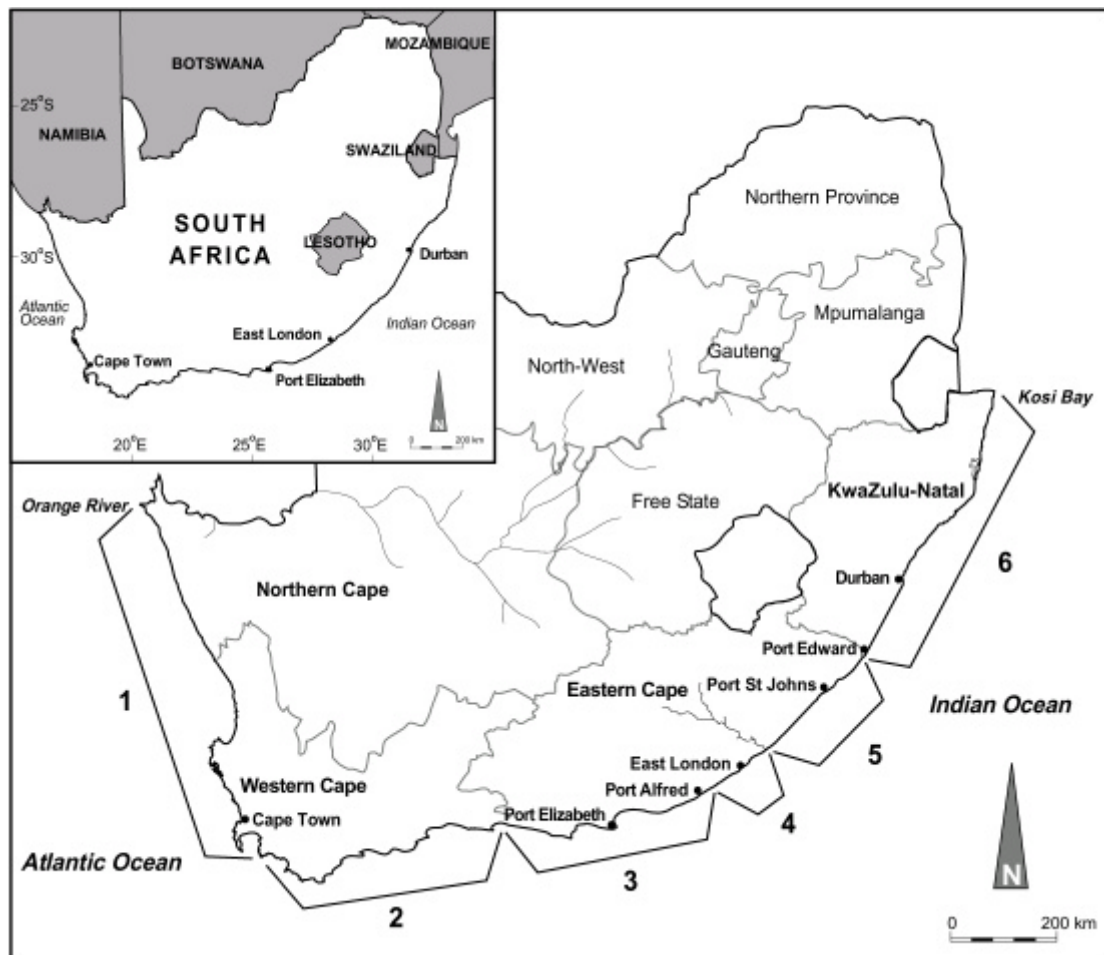 MOZAMBIQUE
BOTSWANA
25°S
NAMIBIA
SWAZILAND
SOUTH
AFRICA
LESOTHO
30°S
Durban
Atlantic
Ocean
East London
Indian Ocean
Cape Town
Port Elizabeth
N
0 200 km
20°E 25°E 30°E
Northern Province
Mpumalanga
Gauteng
North-West
Kosi Bay
Orange River
KwaZulu-Natal
Free State
6
Durban
Northern Cape
Port Edward
Eastern Cape
Port St Johns
1
Indian Ocean
5
East London
Western Cape
Port Alfred
Port Elizabeth
4
Cape Town
Atlantic Ocean
3
N
2
0 200 km